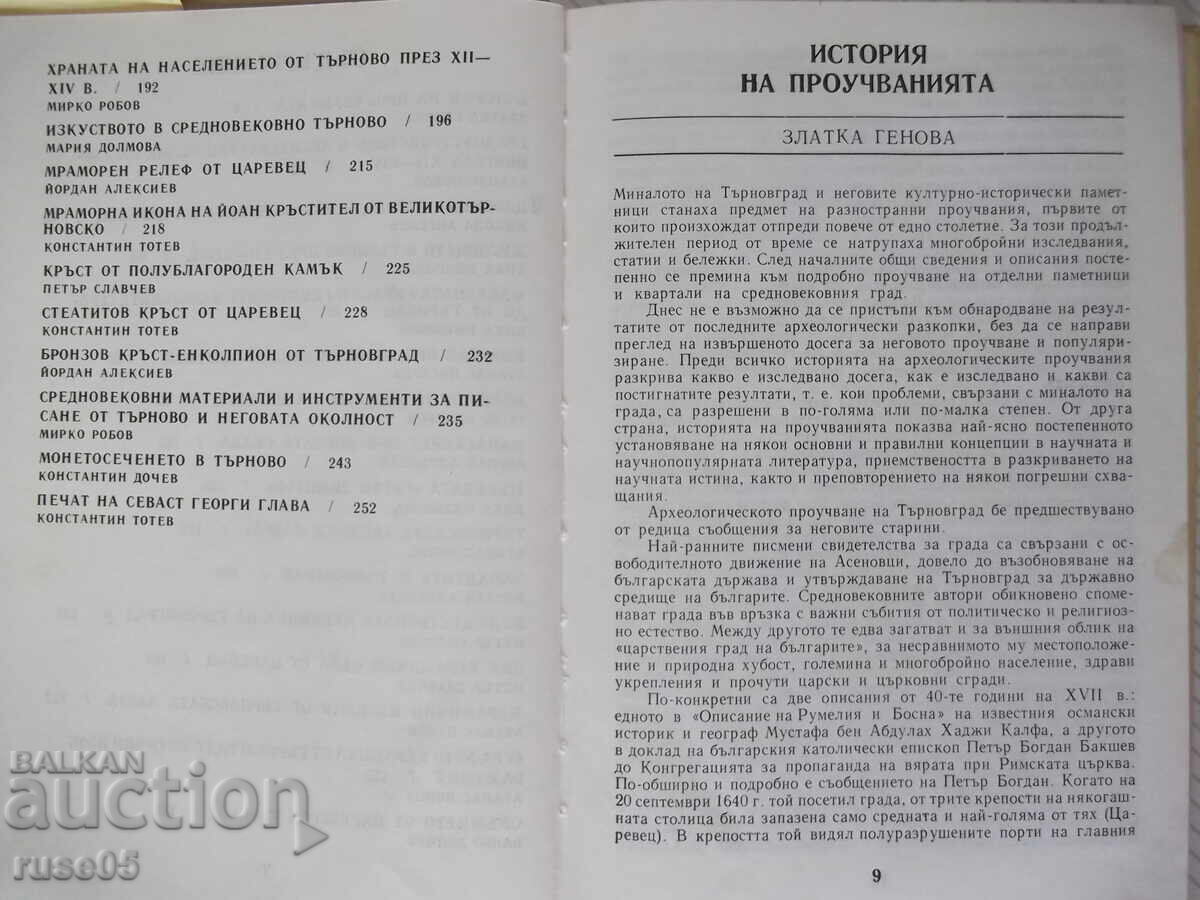 ХРАНАТА НА НАСЕЛЕНИЕТО ОТ ТЪРНОВО ПРЕЗ XII—
XIV В. / 192
МИРКО РОБОВ
ИЗКУСТВОТО В СРЕДНОВЕКОВНО ТЪРНОВО / 196
МАРИЯ ДОЛМОВА
МРАМОРЕН РЕЛЕФ ОТ ЦАРЕВЕЦ / 215
ЙОРДАН АЛЕКСИЕВ
МРАМОРНА ИКОНА НА ЙОАН КРЪСТИТЕЛ ОТ ВЕЛИКОТЪР-
НОВСКО / 218
КОНСТАНТИН ТОТЕВ
КРЪСТ ОТ ПОЛУБЛАГОРОДЕН КАМЪК / 225
ПЕТЪР СЛАВЧЕВ
СТЕАТИТОВ КРЪСТ ОТ ЦАРЕВЕЦ / 228
КОНСТАНТИН ТОТЕВ
БРОНЗОВ КРЪСТ-ЕНКОЛПИОН ОТ ТЪРНОВГРАД / 232
ЙОРДАН АЛЕКСИЕВ
СРЕДНОВЕКОВНИ МАТЕРИАЛИ И ИНСТРУМЕНТИ ЗА ПИ-
САНЕ ОТ ТЪРНОВО И НЕГОВАТА ОКОЛНОСТ / 235
МИРКО РОБОВ
МОНЕТОСЕЧЕНЕТО В ТЪРНОВО / 243
КОНСТАНТИН ДОЧЕВ
ПЕЧАТ НА СЕВАСТ ГЕОРГИ ГЛАВА / 252
КОНСТАНТИН ТОТЕВ
ИСТОРИЯ
НА ПРОУЧВАНИЯТА
ЗЛАТКА ГЕНОВА
Миналото на Търновград и неговите културно-исторически памет-
ници станаха предмет на разностранни проучвания, първите от
които произхождат отпреди повече от едно столетие. За този продъл-
жителен период от време се натрупаха многобройни изследвания,
статии и бележки. След началните общи сведения и описания посте-
пенно се премина към подробно проучване на отделни паметници
и квартали на средновековния град.
Днес не е възможно да се пристъпи към обнародване на резул-
татите от последните археологически разкопки, без да се направи
преглед на извършеното досега за неговото проучване и популяри-
зиране. Преди всичко историята на археологическите проучвания
разкрива какво е изследвано досега, как е изследвано и какви са
постигнатите резултати, т. е. кои проблеми, свързани с миналото на
града, са разрешени в по-голяма или по-малка степен. От друга
страна, историята на проучванията показва най-ясно постепенното
установяване на някои основни и правилни концепции в научната и
научнопопулярната литература, приемствеността в разкриването на
научната истина, както и преповторението на някои погрешни схва-
щания.
Археологическото проучване на Търновград бе предшествувано
от редица съобщения за неговите старини.
Най-ранните писмени свидетелства за града са свързани с ос-
вободителното движение на Асеновци, довело до възобновяване на
българската държава и утвърждаване на Търновград за държавно
средище на българите. Средновековните автори обикновено споме-
нават града във връзка с важни събития от политическо и религиоз-
но естество. Между другото те едва загатват и за външния облик на
«царствения град на българите», за несравнимото му местополо-
жение и природна хубост, големина и многобройно население, здрави
укрепления и прочути царски и църковни сгради.
По-конкретни са две описания от 40-те години на XVII в.:
едното в «Описание на Румелия и Босна» на известния османски
историк и географ Мустафа бен Абдулах Хаджи Калфа, а другото
в доклад на българския католически епископ Петър Богдан Бакшев
до Конгрегацията за пропаганда на вярата при Римската църква.
По-обширно и подробно е съобщението на Петър Богдан. Когато на
20 септември 1640 г. той посетил града, от трите крепости на някогаш-
ната столица била запазена само средната и най-голяма от тях (Ца-
ревец). В крепостта той видял полуразрушените порти на главния
9
BALKAN
auction
ruse05